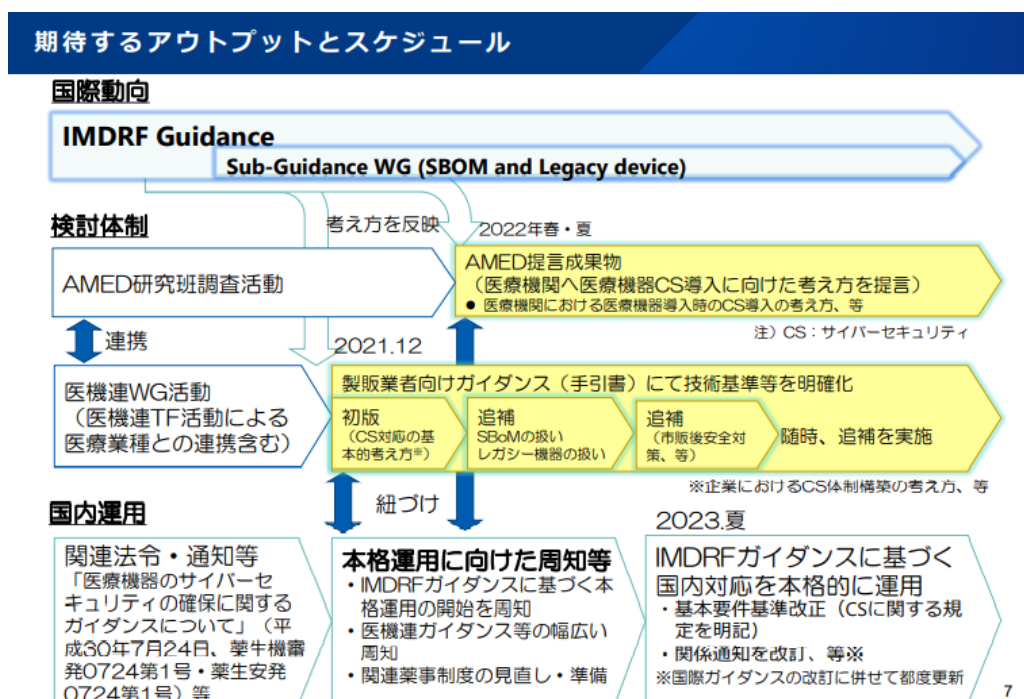 期待するアウトプットとスケジュール
国際動向
IMDRF Guidance
Sub-Guidance WG (SBOM and Legacy device)
検討体制
考え方を反映
2022年春・夏
AMED研究班調査活動
AMED提言成果物
（医療機関へ医療機器CS導入に向けた考え方を提言）
● 医療機関における医療機器導入時のCS導入の考え方、等
注）CS：サイバーセキュリティ
連携
2021.12
医機連WG活動
（医機連TF活動による
医療業種との連携含む）
製販業者向けガイダンス（手引書）にて技術基準等を明確化
初版
（CS対応の基
本的考え方※）
追補
SBoMの扱い
レガシー機器の扱い
追補
（市販後安全対
策、等）
随時、追補を実施
※企業におけるCS体制構築の考え方、等
紐づけ
国内運用
関連法令・通知等
「医療機器のサイバーセ
キュリティの確保に関する
ガイダンスについて」（平
成30年7月24日、薬生機審
発0724第1号・薬生安発
0724第1号）等
本格運用に向けた周知等
・IMDRFガイダンスに基づく本
格運用の開始を周知
・医機連ガイダンス等の幅広い
周知
・関連薬事制度の見直し・準備
2023.夏
IMDRFガイダンスに基づく
国内対応を本格的に運用
・基本要件基準改正（CSに関する規
定を明記）
・関係通知を改訂、等※
※国際ガイダンスの改訂に併せて都度更新
7